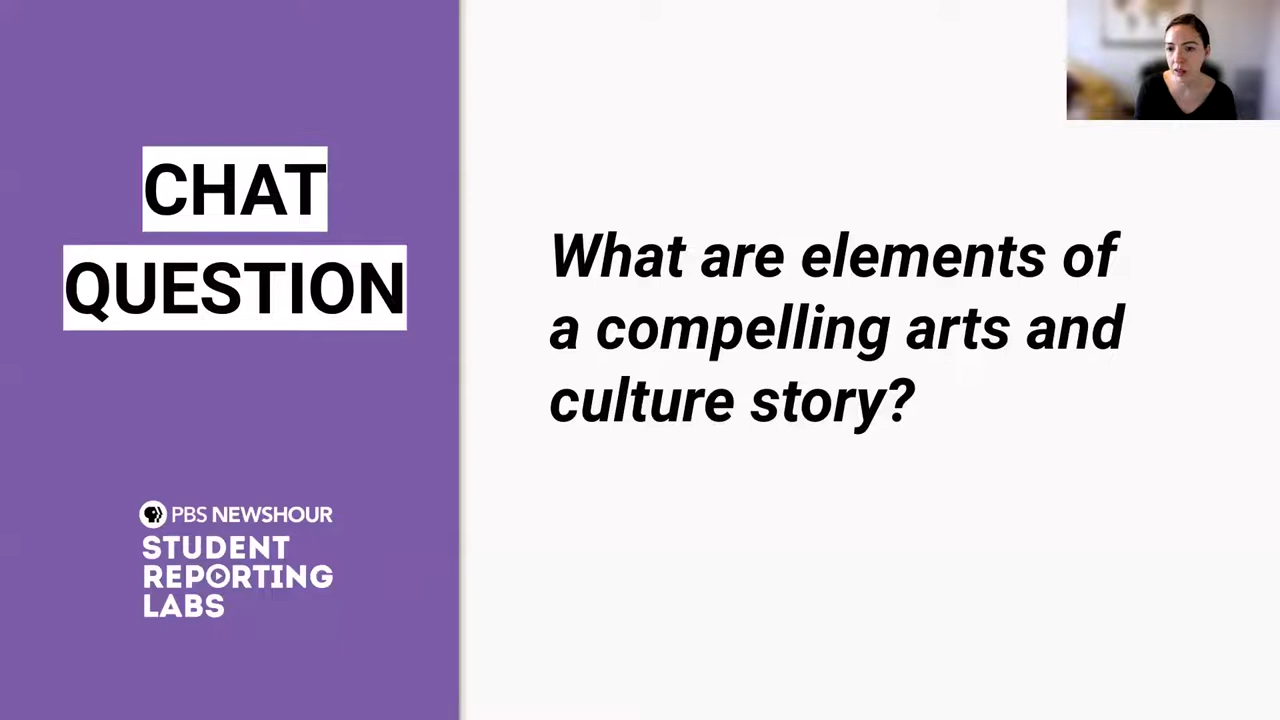 CHAT
QUESTION
What are elements of
a compelling arts and
culture story?
PBS NEWSHOUR
STUDENT
REPORTING
LABS